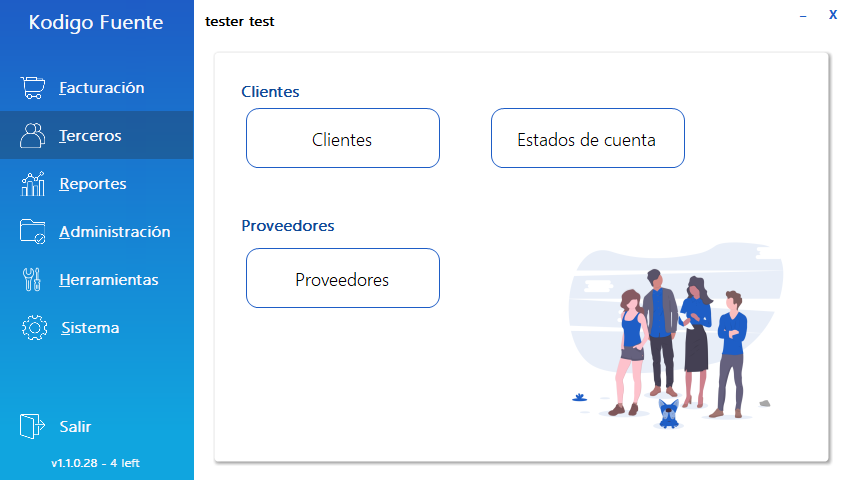 Kodigo Fuente
tester test
– X
Facturación
Terceros
Reportes
Administración
Herramientas
Sistema
Salir
v1.1.0.28 - 4 left
Clientes
Clientes
Estados de cuenta
Proveedores
Proveedores